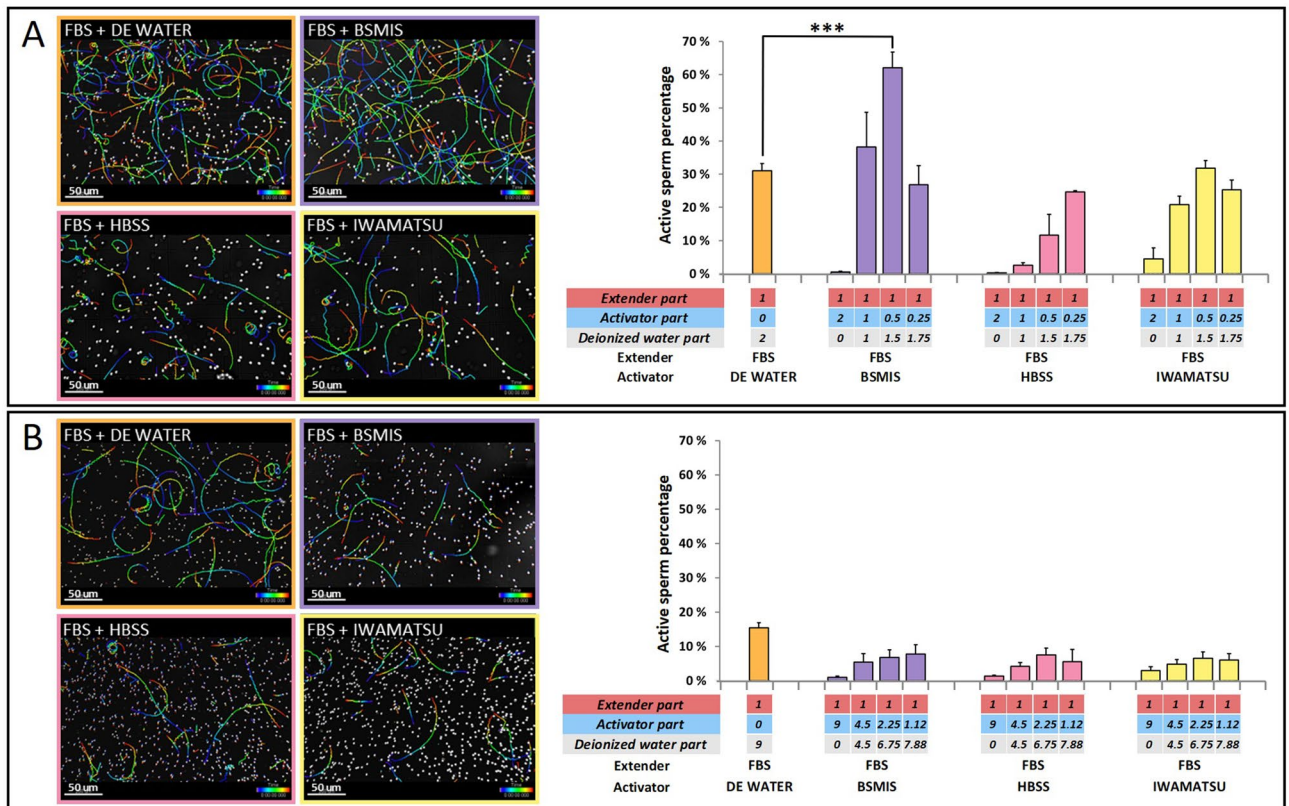 A
FBS + DE WATER
50 um
Time
FBS + BSMIS
50 um
Time
FBS + HBSS
50 um
Time
FBS + IWAMATSU
50 um
Time
Active sperm percentage
70 %
60 %
50 %
40 %
30 %
20 %
10 %
0 %
***
Extender part 1 1 1 1 1 1 1 1 1 1 1 1 1
Activator part 0 2 1 0.5 0.25 2 1 0.5 0.25 2 1 0.5 0.25
Deionized water part 2 0 1 1.5 1.75 0 1 1.5 1.75 0 1 1.5 1.75
Extender FBS FBS FBS FBS
Activator DE WATER BSMIS HBSS IWAMATSU
B
FBS + DE WATER
50 um
Time
FBS + BSMIS
50 um
Time
FBS + HBSS
50 um
Time
FBS + IWAMATSU
50 um
Time
Active sperm percentage
70 %
60 %
50 %
40 %
30 %
20 %
10 %
0 %
Extender part 1 1 1 1 1 1 1 1 1 1 1 1 1
Activator part 0 9 4.5 2.25 1.12 9 4.5 2.25 1.12 9 4.5 2.25 1.12
Deionized water part 9 0 4.5 6.75 7.88 0 4.5 6.75 7.88 0 4.5 6.75 7.88
Extender FBS FBS FBS FBS
Activator DE WATER BSMIS HBSS IWAMATSU